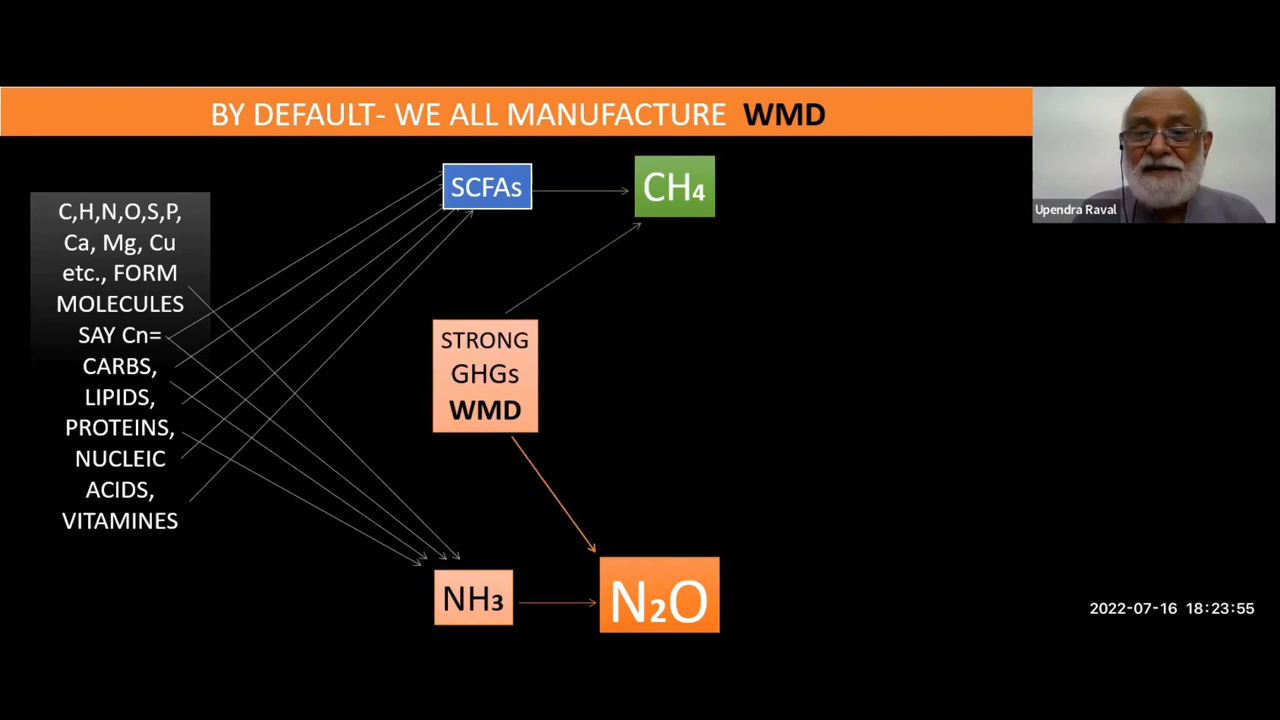 BY DEFAULT- WE ALL MANUFACTURE WMD
Upendra Raval
C,H,N,O,S,P,
Ca, Mg, Cu
etc., FORM
MOLECULES
SAY Cn=
CARBS,
LIPIDS,
PROTEINS,
NUCLEIC
ACIDS,
VITAMINES
SCFAs
CH₄
STRONG
GHGs
WMD
NH₃
N₂O
2022-07-16 18:23:55